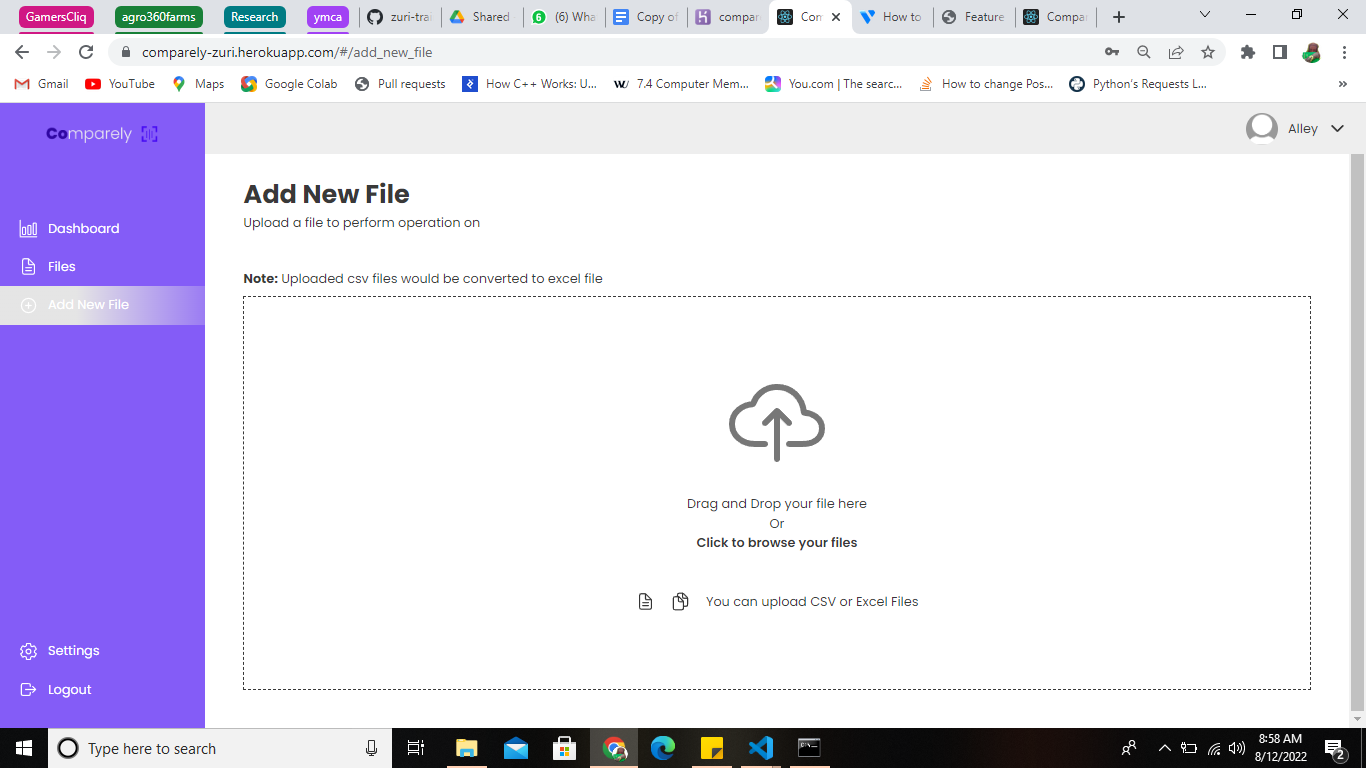 GamersCliq
agro360farms
Research
ymca
zuri-trai
Shared
(6) Wha
Copy of
compar
Com
How to
Feature
Compa
comparely-zuri.herokuapp.com/#/add_new_file
Gmail
YouTube
Maps
Google Colab
Pull requests
How C++ Works: U...
7.4 Computer Mem...
You.com | The searc...
How to change Pos...
Python's Requests L...
Comparely
Alley
Add New File
Upload a file to perform operation on
Dashboard
Files
Add New File
Note: Uploaded csv files would be converted to excel file
Drag and Drop your file here
Or
Click to browse your files
You can upload CSV or Excel Files
Settings
Logout
Type here to search
8:58 AM
8/12/2022
2